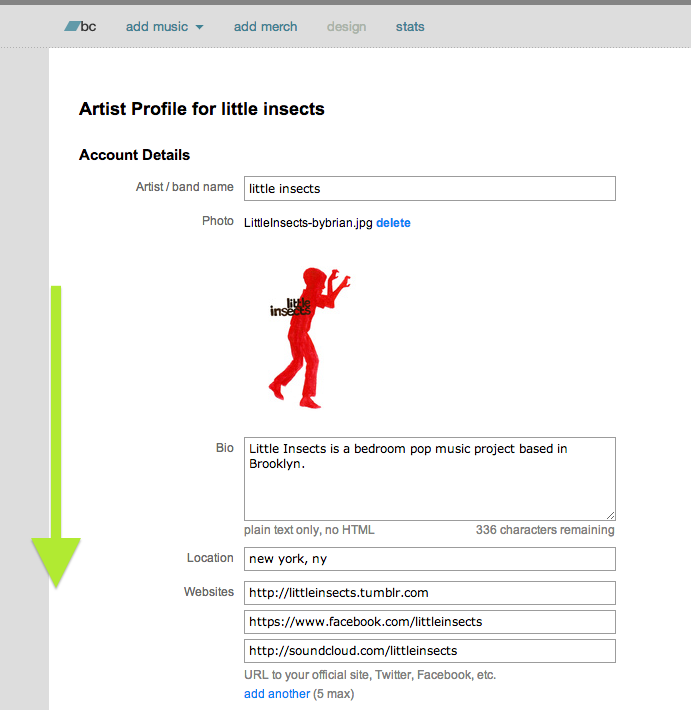 bc add music add merch design stats
Artist Profile for little insects
Account Details
Artist / band name little insects
Photo LittleInsects-bybrian.jpg delete
little
insects
Bio Little Insects is a bedroom pop music project based in
Brooklyn.
plain text only, no HTML 336 characters remaining
Location new york, ny
Websites http://littleinsects.tumblr.com
https://www.facebook.com/littleinsects
http://soundcloud.com/littleinsects
URL to your official site, Twitter, Facebook, etc.
add another (5 max)